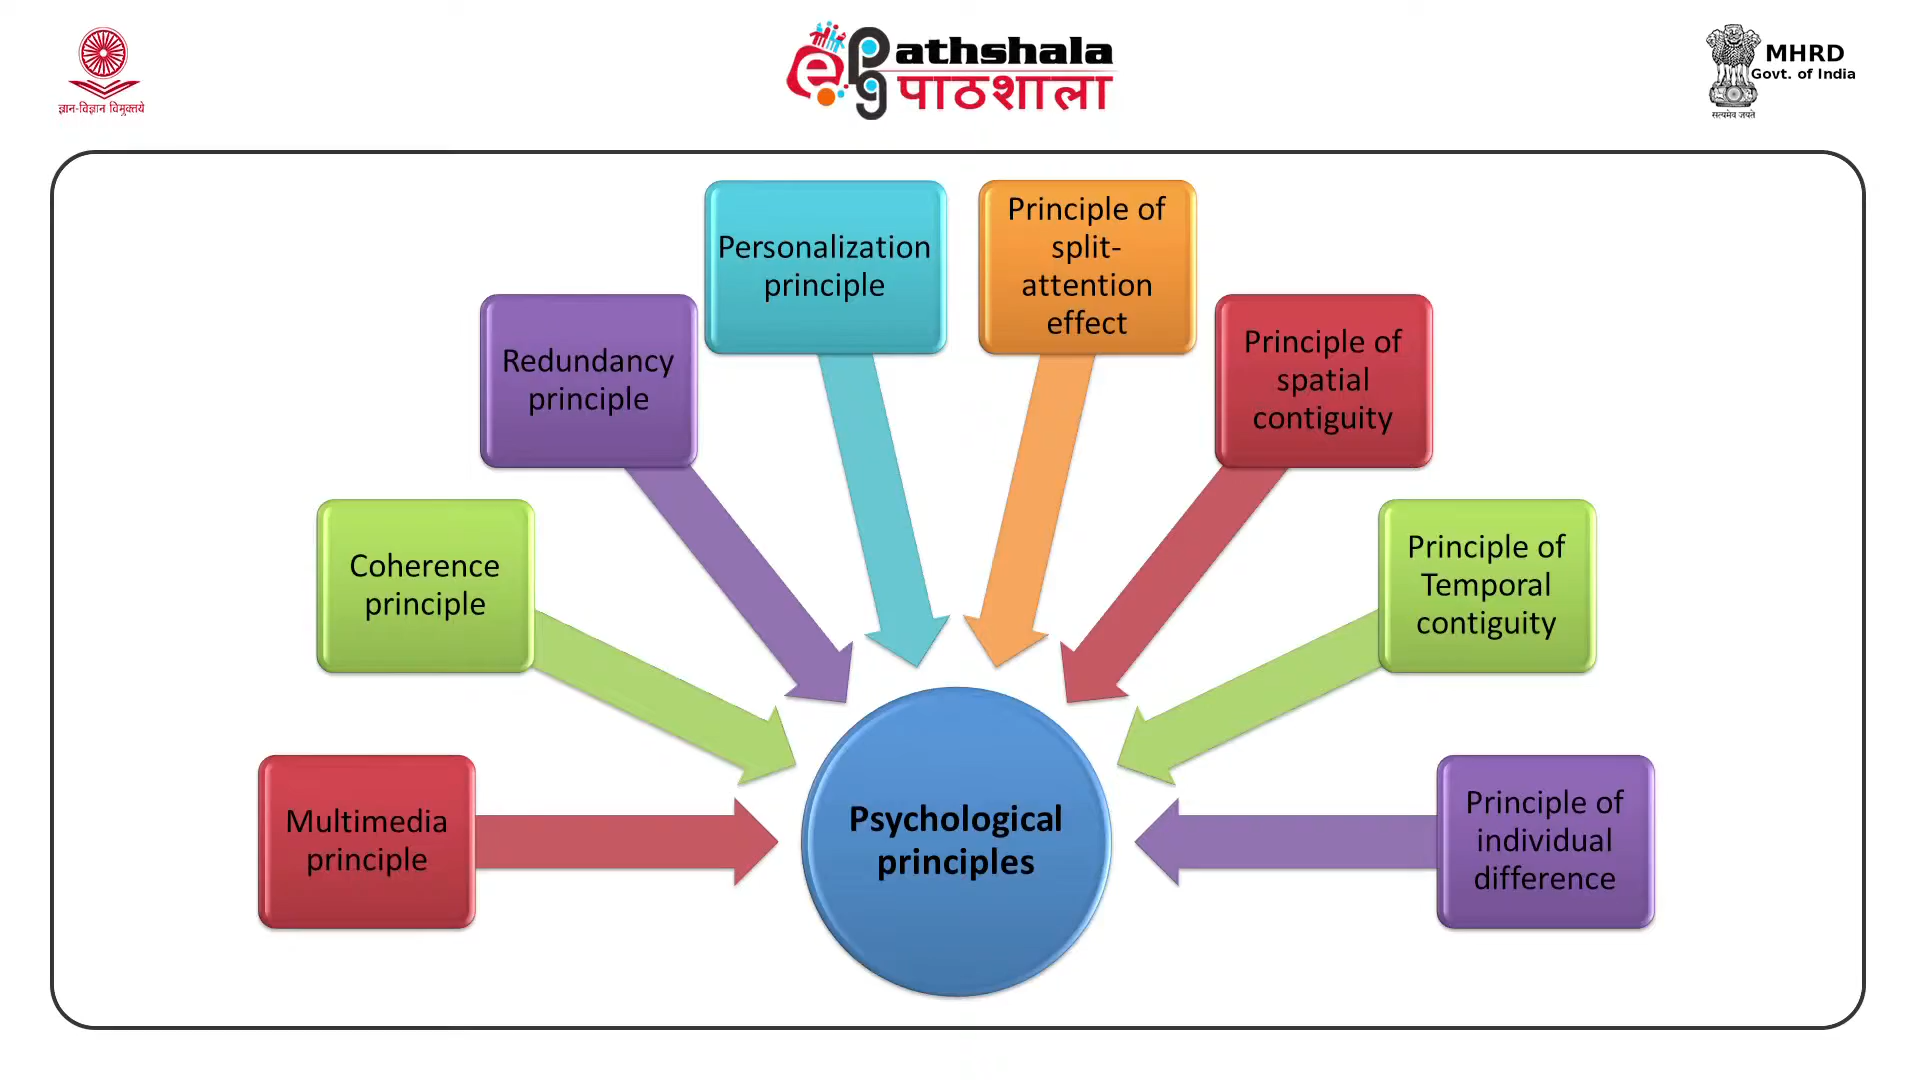 ज्ञान-विज्ञान विमुक्तये
ePathshala
पाठशाला
MHRD
Govt. of India
सत्यमेव जयते
Personalization
principle
Principle of
split-
attention
effect
Redundancy
principle
Principle of
spatial
contiguity
Coherence
principle
Principle of
Temporal
contiguity
Multimedia
principle
Psychological
principles
Principle of
individual
difference